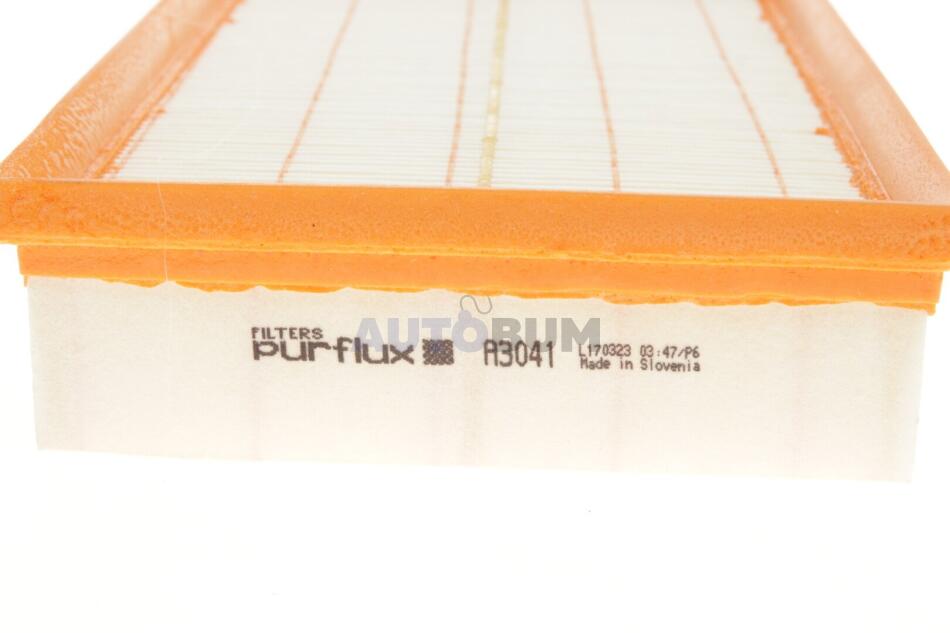 FILTERS
purflux A3041 L170323 03:47/P6
Made in Slovenia
AUTOBUM